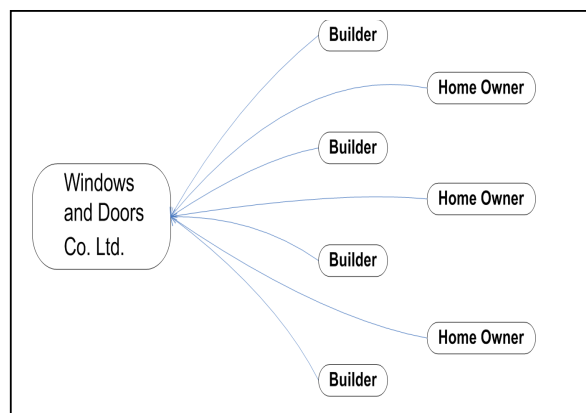 Builder
Home Owner
Builder
Windows
and Doors
Co. Ltd.
Home Owner
Builder
Home Owner
Builder